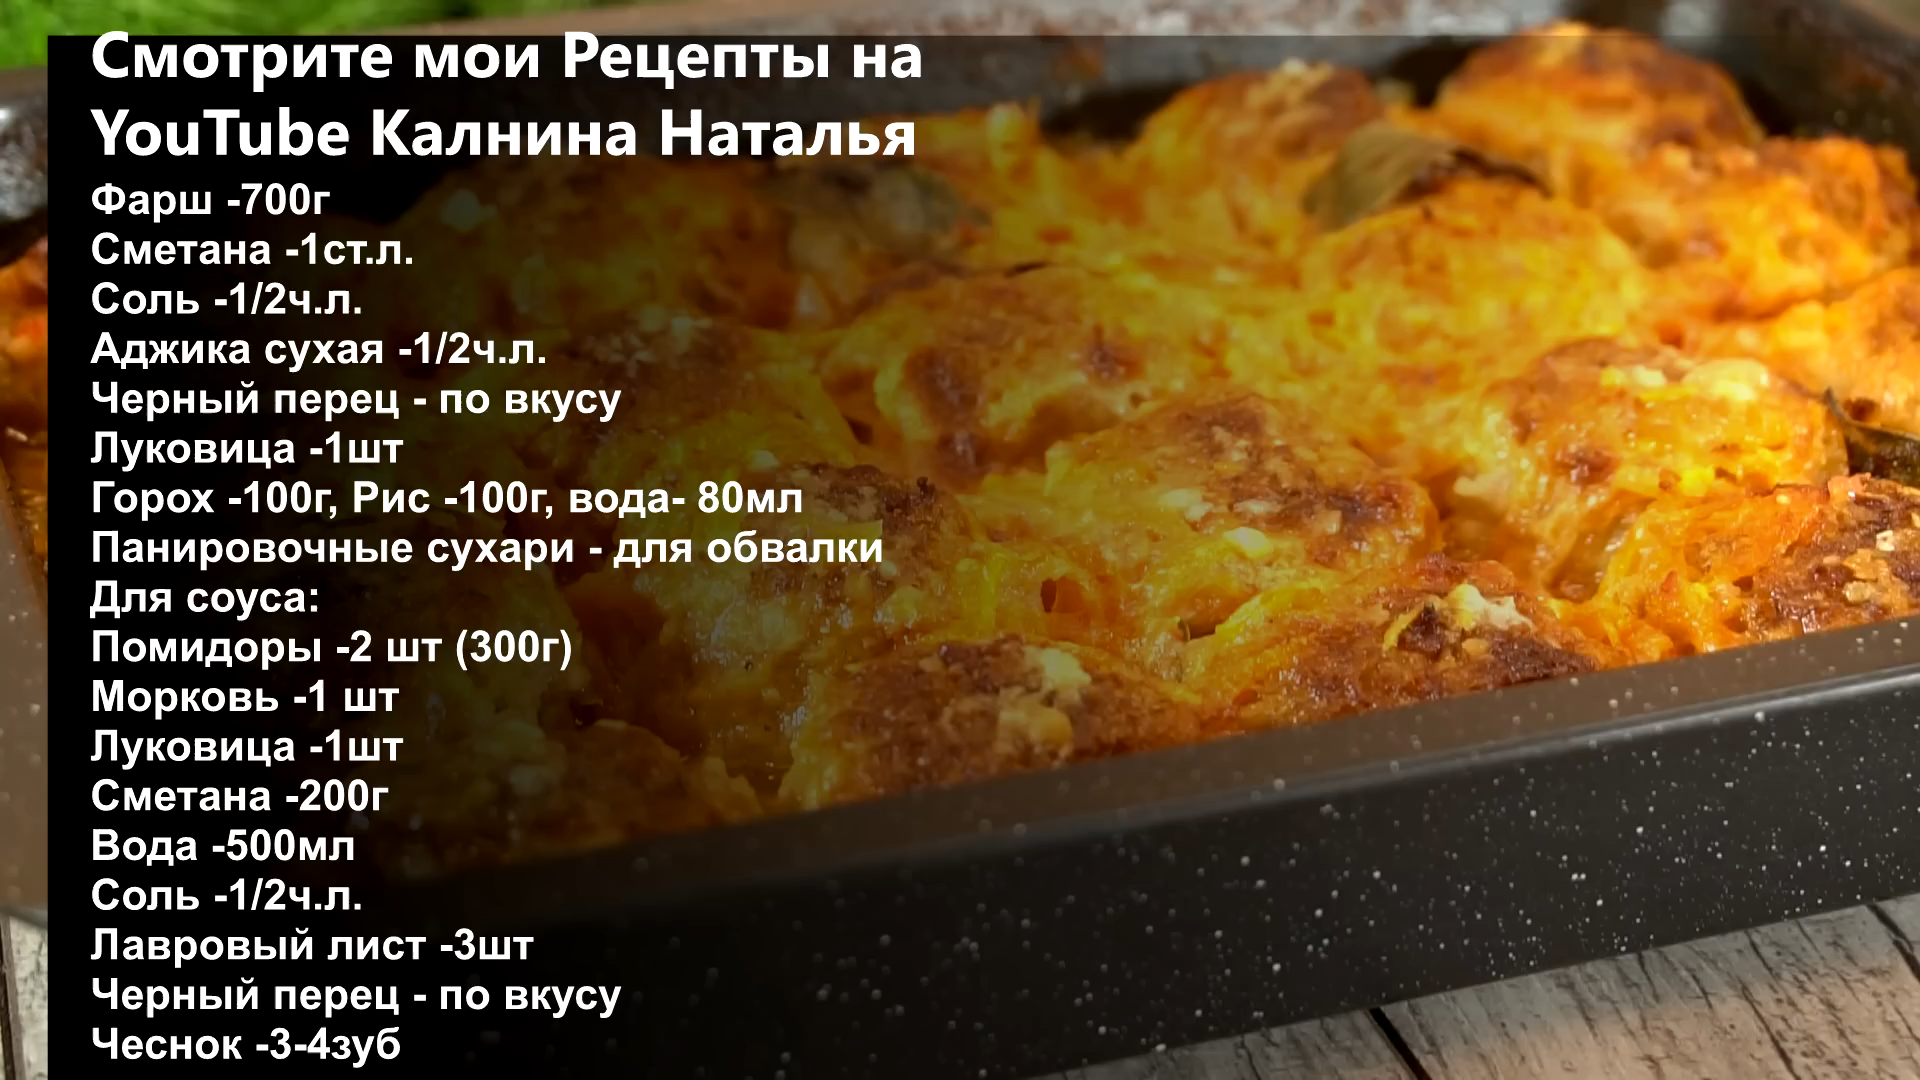 Смотрите мои Рецепты на
YouTube Калнина Наталья
Фарш -700г
Сметана -1ст.л.
Соль -1/2ч.л.
Аджика сухая -1/2ч.л.
Черный перец - по вкусу
Луковица -1шт
Горох -100г, Рис -100г, вода- 80мл
Панировочные сухари - для обвалки
Для соуса:
Помидоры -2 шт (300г)
Морковь -1 шт
Луковица -1шт
Сметана -200г
Вода -500мл
Соль -1/2ч.л.
Лавровый лист -3шт
Черный перец - по вкусу
Чеснок -3-4зуб